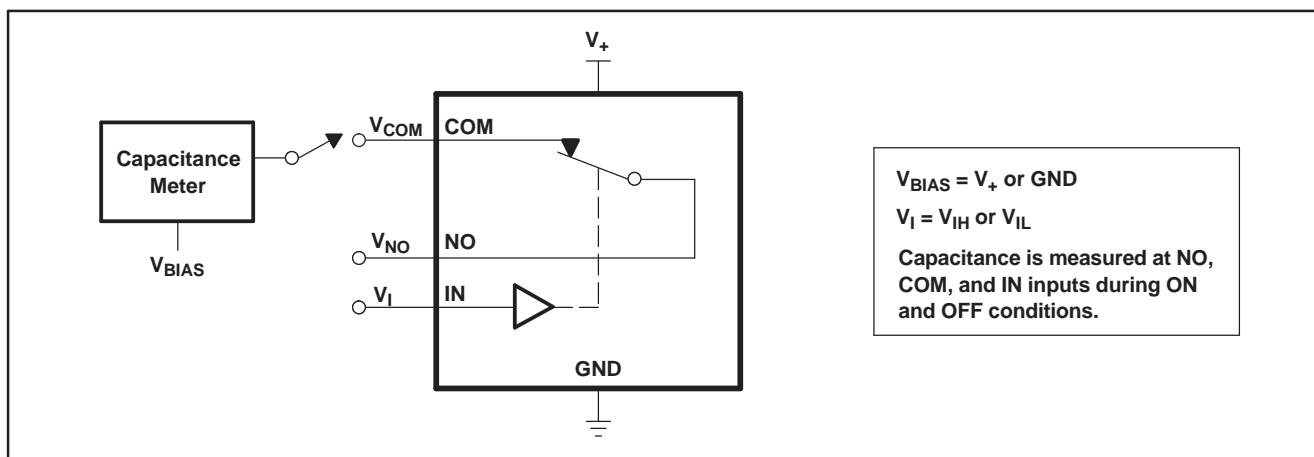 V+
VCOM
COM
Capacitance
Meter
VBIAS
VNO
NO
VI
IN
GND
VBIAS = V+ or GND
VI = VIH or VIL
Capacitance is measured at NO,
COM, and IN inputs during ON
and OFF conditions.